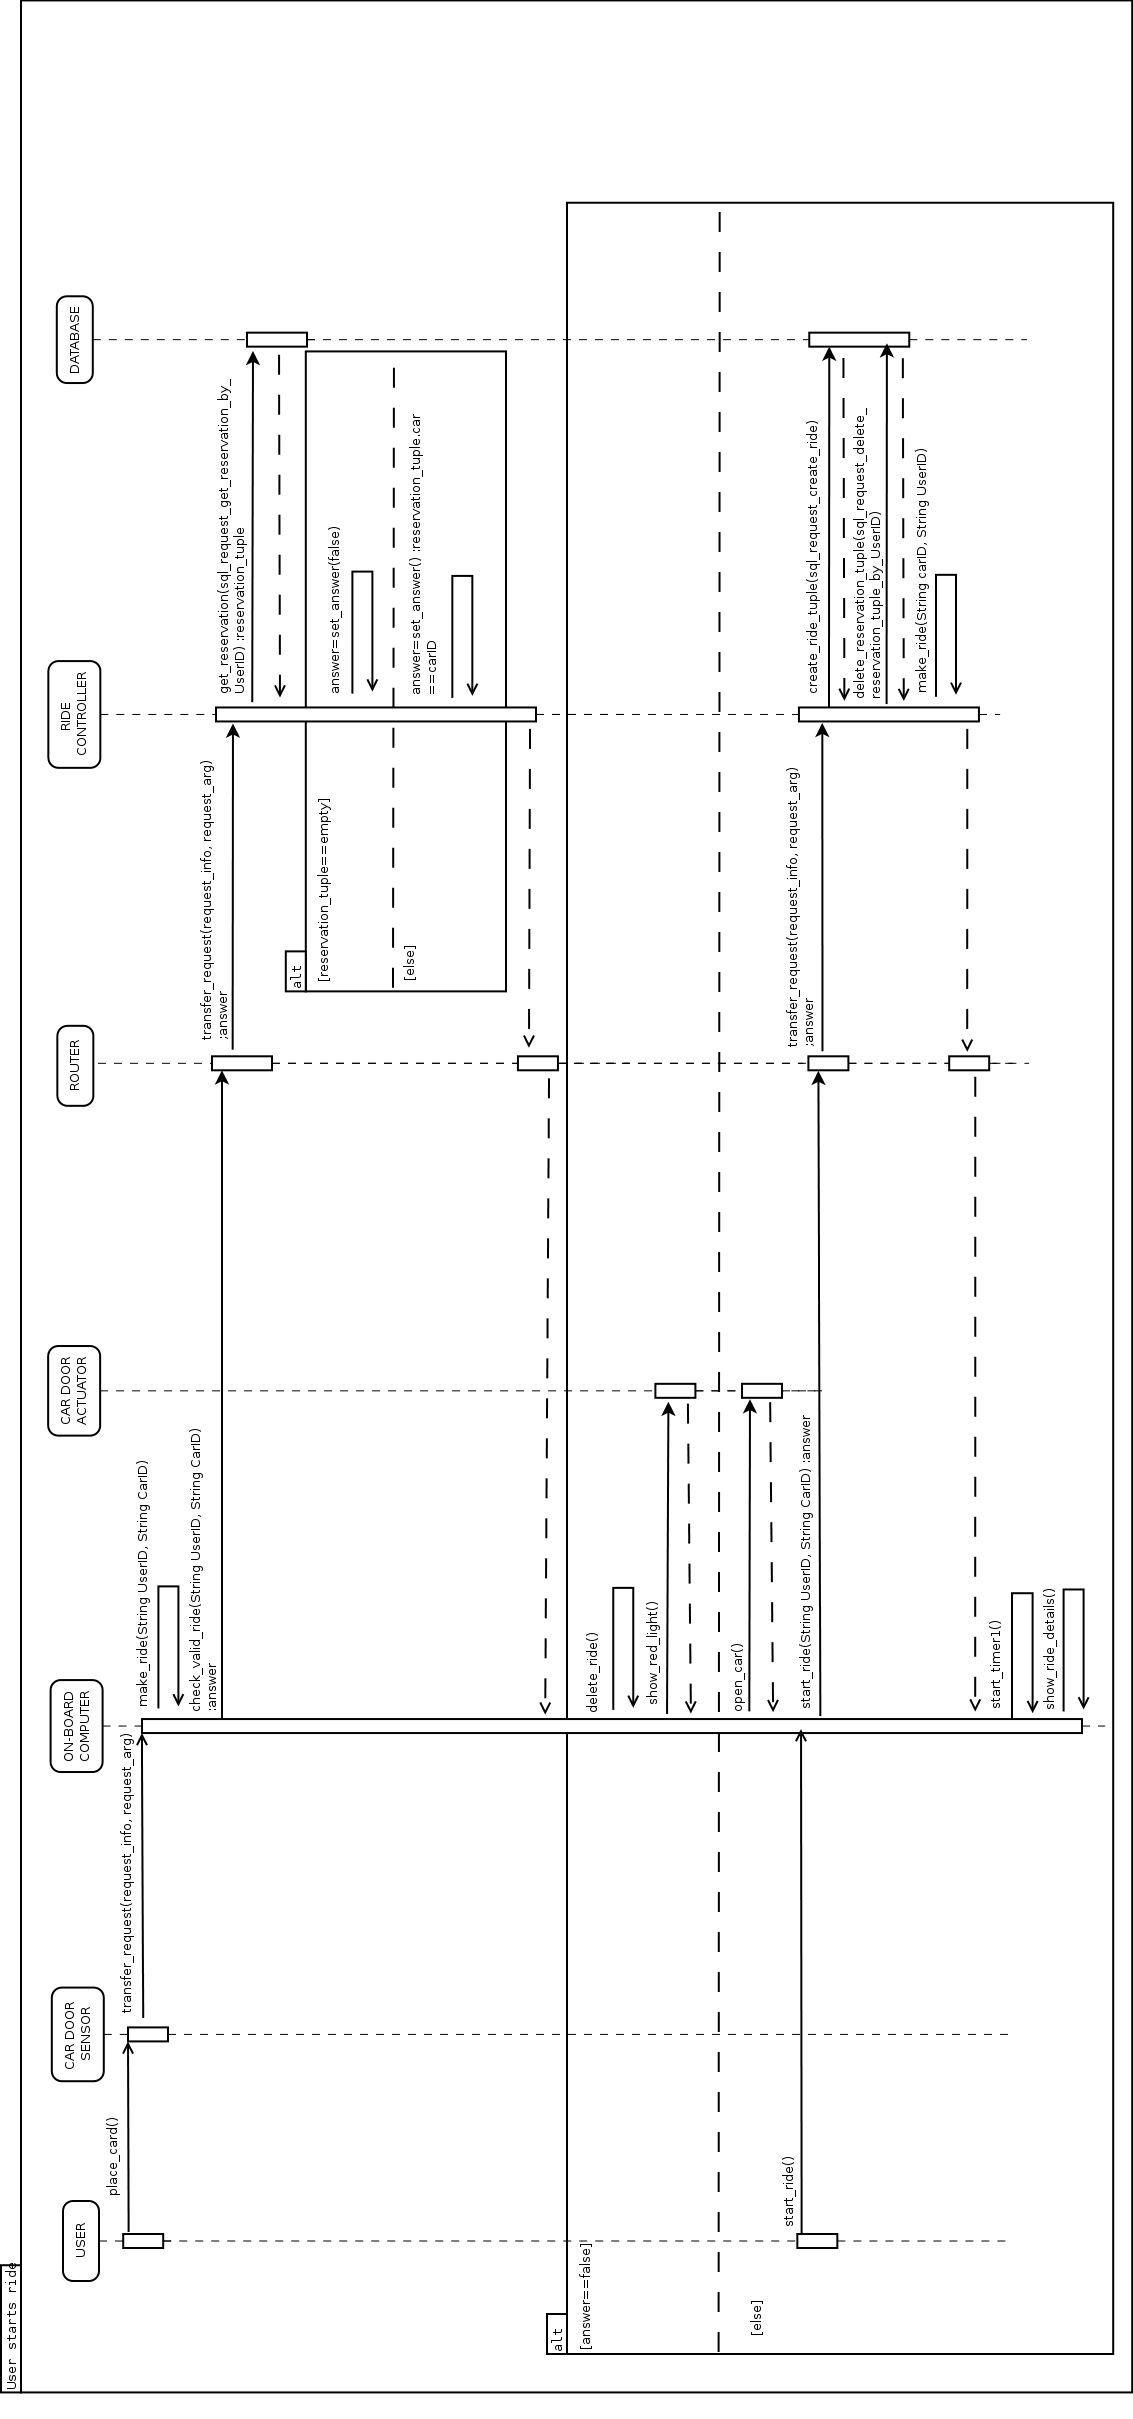 User starts ride
USER
CAR DOOR
SENSOR
ON-BOARD
COMPUTER
CAR DOOR
ACTUATOR
ROUTER
RIDE
CONTROLLER
DATABASE
place_card()
transfer_request(request_info, request_arg)
make_ride(String UserID, String CarID)
check_valid_ride(String UserID, String CarID)
:answer
transfer_request(request_info, request_arg)
:answer
get_reservation(sql_request_get_reservation_by_
UserID) :reservation_tuple
alt
[reservation_tuple==empty]
answer=set_answer(false)
[else]
answer=set_answer() :reservation_tuple.car
==carID
alt
[answer==false]
delete_ride()
show_red_light()
[else]
open_car()
start_ride()
start_ride(String UserID, String CarID) :answer
transfer_request(request_info, request_arg)
:answer
create_ride_tuple(sql_request_create_ride)
delete_reservation_tuple(sql_request_delete_
reservation_tuple_by_UserID)
make_ride(String carID, String UserID)
start_timer1()
show_ride_details()